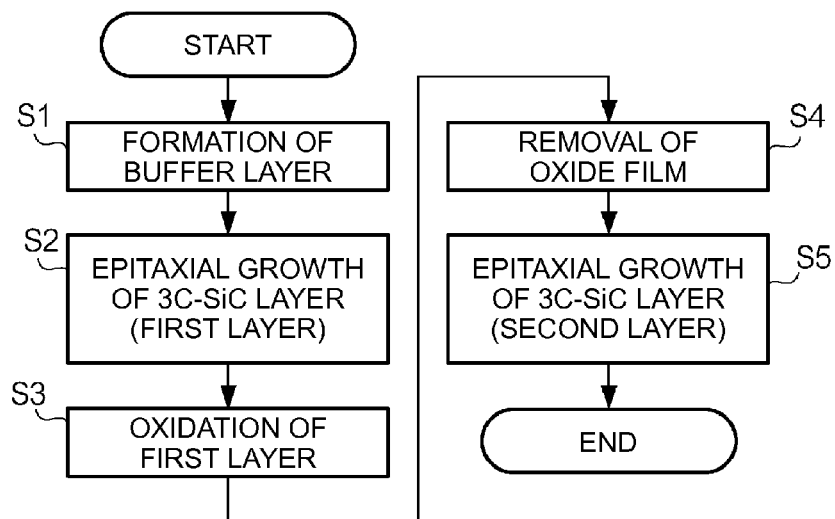 START
S1
FORMATION OF
BUFFER LAYER
S2
EPITAXIAL GROWTH
OF 3C-SiC LAYER
(FIRST LAYER)
S3
OXIDATION OF
FIRST LAYER
S4
REMOVAL OF
OXIDE FILM
S5
EPITAXIAL GROWTH
OF 3C-SiC LAYER
(SECOND LAYER)
END